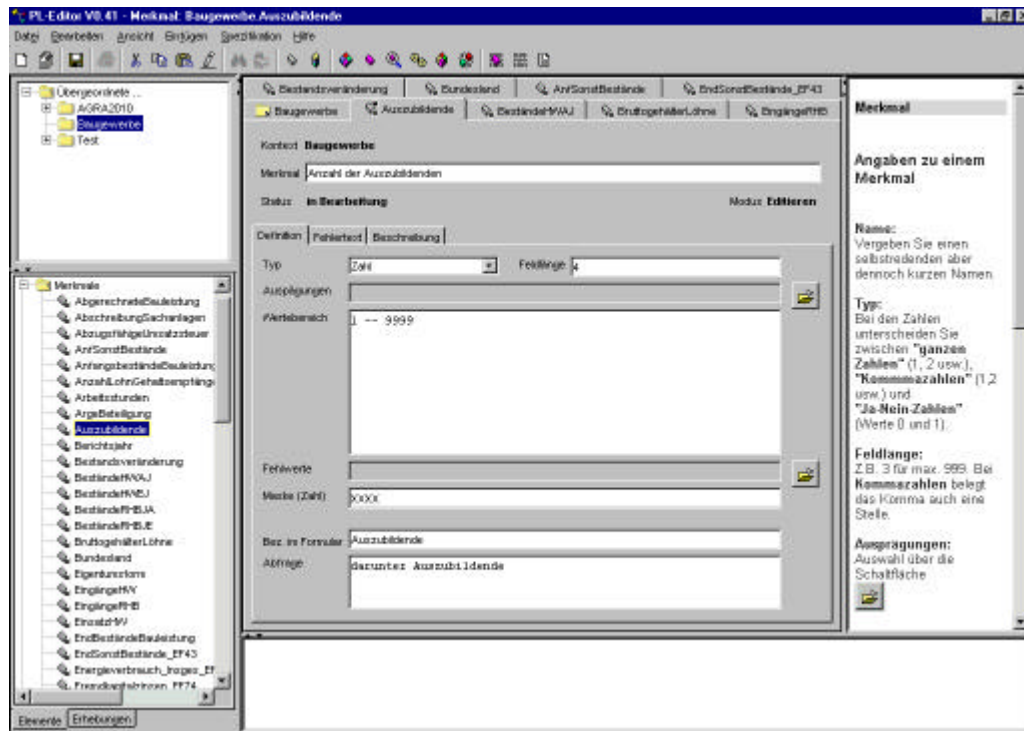 PL-Editor V0.41 - Merkmal: Baugewerbe.Auszubildende
Datei Bearbeiten Ansicht Einfügen Spezifikation Hilfe
Übergeordnete ...
AGRA2010
Baugewerbe
Test
Merkmale
AbgerechneteBauleistung
AbschreibungSachanlagen
AbzugsfähigeUmsatzsteuer
AnfSonstBestände
AnfangsbeständeBauleistung
AnzahlLohnGehaltsempfänge
Arbeitsstunden
ArgeBeteiligung
Auszubildende
Berichtsjahr
Bestandsveränderung
BeständeHWAJ
BeständeHWEJ
BeständeRHBJA
BeständeRHBJE
BruttogehälterLöhne
Bundesland
Eigentumsform
EingängeHW
EingängeRHB
EinsatzHW
EndBeständeBauleistung
EndSonstBestände_EF43
Energieverbrauch_Insges_EF
Fremdkapitalzinsen_EF74
Elemente Erhebungen
Bestandsveränderung Bundesland AnfSonstBestände EndSonstBestände_EF43
Baugewerbe Auszubildende BeständeHWAJ BruttogehälterLöhne EingängeRHB
Kontext Baugewerbe
Merkmal Anzahl der Auszubildenden
Status in Bearbeitung Modus Editieren
Definition Fehlertext Beschreibung
Typ Zahl Feldlänge 4
Ausprägungen
Wertebereich 1 -- 9999
Fehlwerte
Maske (Zahl) XXXX
Bez. im Formular Auszubildende
Abfrage darunter Auszubildende
Merkmal
Angaben zu einem
Merkmal
Name:
Vergeben Sie einen
selbstredenden aber
dennoch kurzen Namen.
Typ:
Bei den Zahlen
unterscheiden Sie
zwischen "ganzen
Zahlen" (1, 2 usw.),
"Kommmazahlen" (1,2
usw.) und
"Ja-Nein-Zahlen"
(Werte 0 und 1).
Feldlänge:
Z.B. 3 für max. 999. Bei
Kommazahlen belegt
das Komma auch eine
Stelle.
Ausprägungen:
Auswahl über die
Schaltfläche